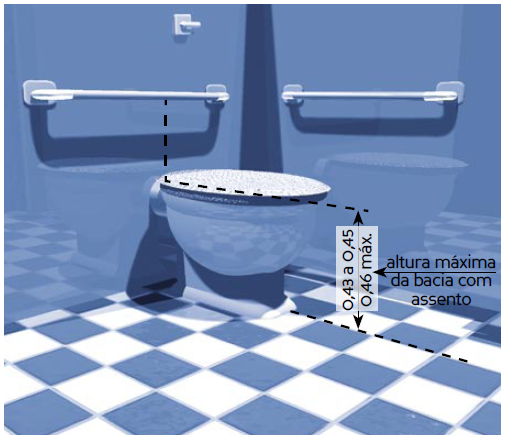 0,43 a 0,45
0,46 máx.
altura máxima
da bacia com
assento